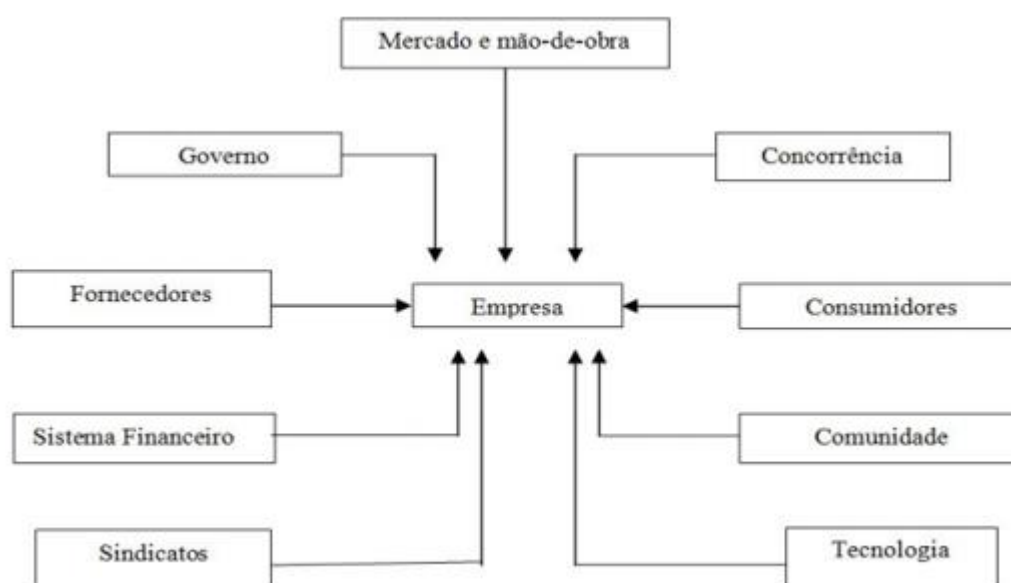 Mercado e mão-de-obra
Governo
Concorrência
Fornecedores
Empresa
Consumidores
Sistema Financeiro
Comunidade
Sindicatos
Tecnologia